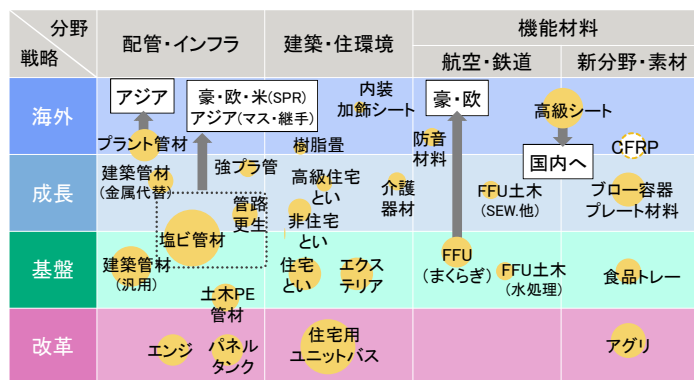 分野
戦略
配管・インフラ
建築・住環境
機能材料
航空・鉄道
新分野・素材
海外
アジア
豪・欧・米(SPR)
アジア(マス・継手)
内装
加飾シート
豪・欧
高級シート
プラント管材
樹脂畳
防音
材料
国内へ
CFRP
成長
建築管材
(金属代替)
強プラ管
管路
更生
高級住宅
とい
非住宅
とい
介護
器材
FFU土木
(SEW.他)
ブロー容器
プレート材料
基盤
塩ビ管材
建築管材
(汎用)
土木PE
管材
住宅
とい
エクス
テリア
FFU
(まくらぎ)
FFU土木
(水処理)
食品トレー
改革
エンジ
パネル
タンク
住宅用
ユニットバス
アグリ